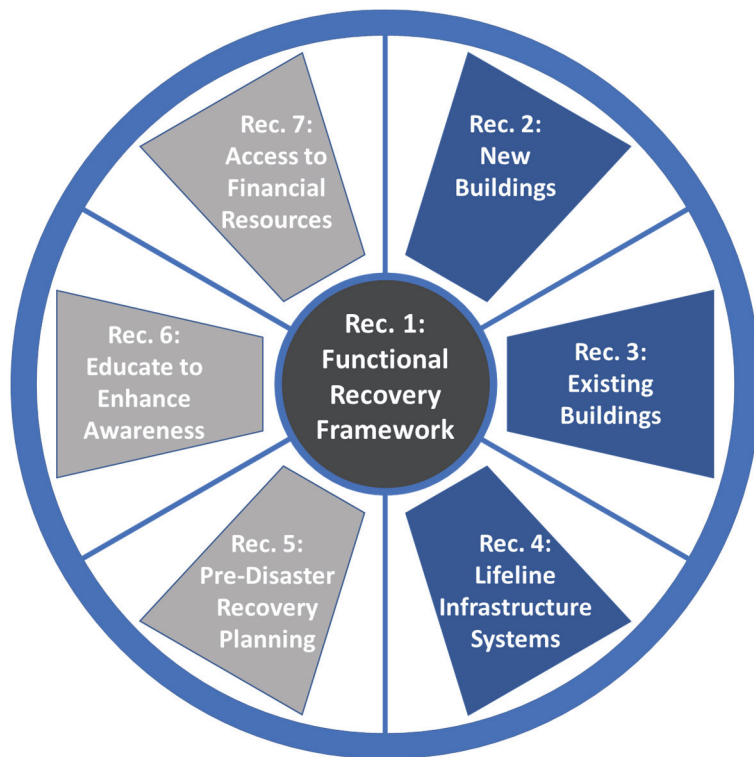 Rec. 1:
Functional
Recovery
Framework
Rec. 2:
New
Buildings
Rec. 3:
Existing
Buildings
Rec. 4:
Lifeline
Infrastructure
Systems
Rec. 5:
Pre-Disaster
Recovery
Planning
Rec. 6:
Educate to
Enhance
Awareness
Rec. 7:
Access to
Financial
Resources